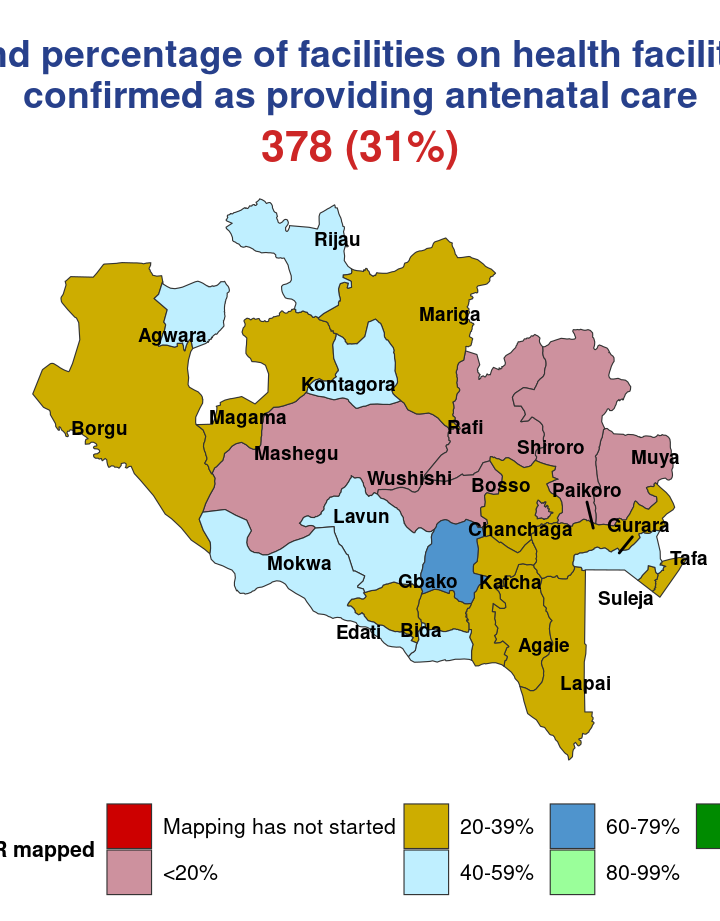 nd percentage of facilities on health facilit
confirmed as providing antenatal care
378 (31%)
Rijau
Mariga
Agwara
Kontagora
Magama
Borgu
Rafi
Mashegu
Shiroro
Muya
Wushishi
Bosso
Paikoro
Lavun
Chanchaga
Gurara
Tafa
Mokwa
Gbako
Katcha
Suleja
Edati
Bida
Agaie
Lapai
R mapped
Mapping has not started
20-39%
60-79%
<20%
40-59%
80-99%